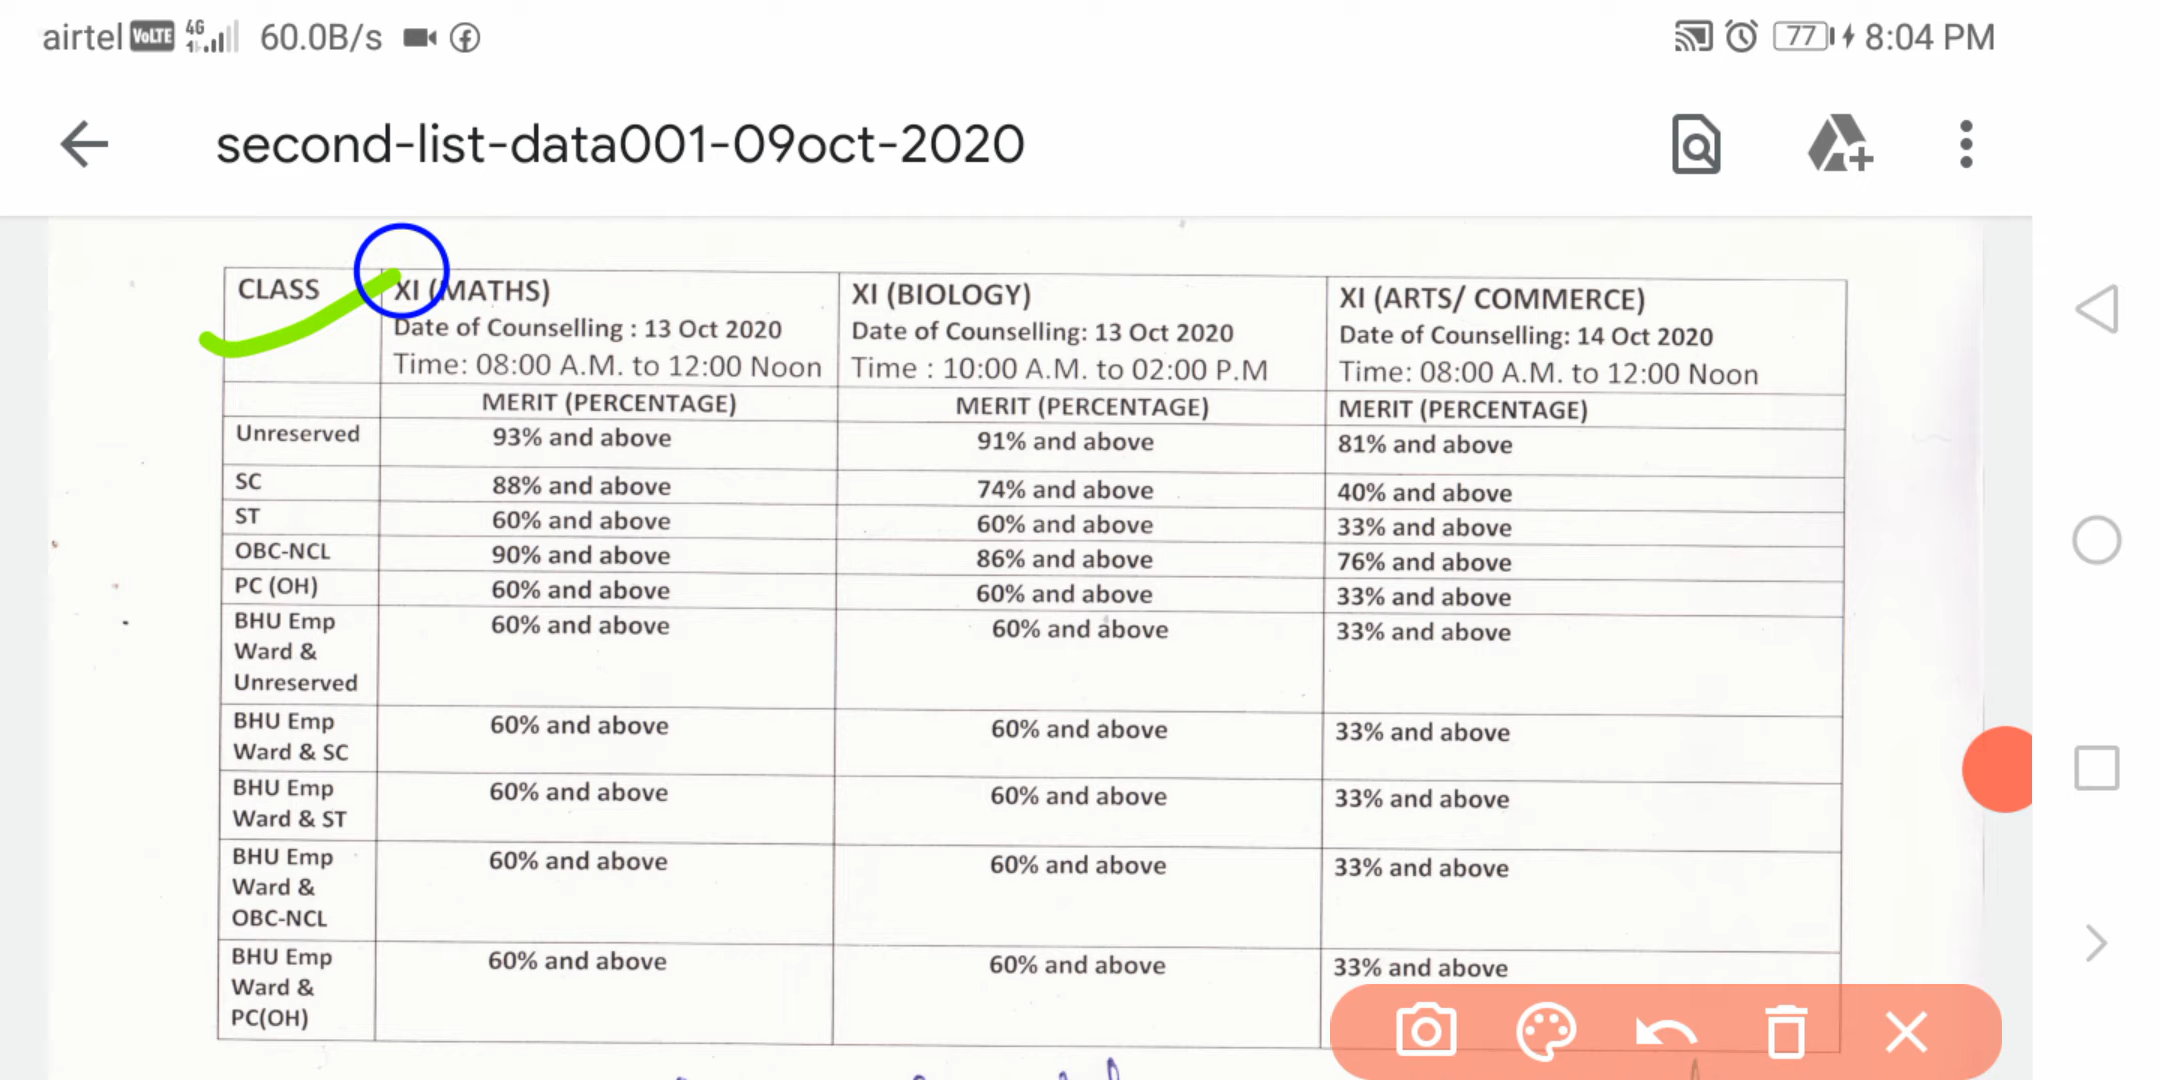 airtel VoLTE 4G 60.0B/s 77 8:04 PM
second-list-data001-09oct-2020
CLASS XI (MATHS) XI (BIOLOGY) XI (ARTS/ COMMERCE)
Date of Counselling : 13 Oct 2020 Date of Counselling: 13 Oct 2020 Date of Counselling: 14 Oct 2020
Time: 08:00 A.M. to 12:00 Noon Time : 10:00 A.M. to 02:00 P.M Time: 08:00 A.M. to 12:00 Noon
MERIT (PERCENTAGE) MERIT (PERCENTAGE) MERIT (PERCENTAGE)
Unreserved 93% and above 91% and above 81% and above
SC 88% and above 74% and above 40% and above
ST 60% and above 60% and above 33% and above
OBC-NCL 90% and above 86% and above 76% and above
PC (OH) 60% and above 60% and above 33% and above
BHU Emp 60% and above 60% and above 33% and above
Ward &
Unreserved
BHU Emp 60% and above 60% and above 33% and above
Ward & SC
BHU Emp 60% and above 60% and above 33% and above
Ward & ST
BHU Emp 60% and above 60% and above 33% and above
Ward &
OBC-NCL
BHU Emp 60% and above 60% and above 33% and above
Ward &
PC(OH)